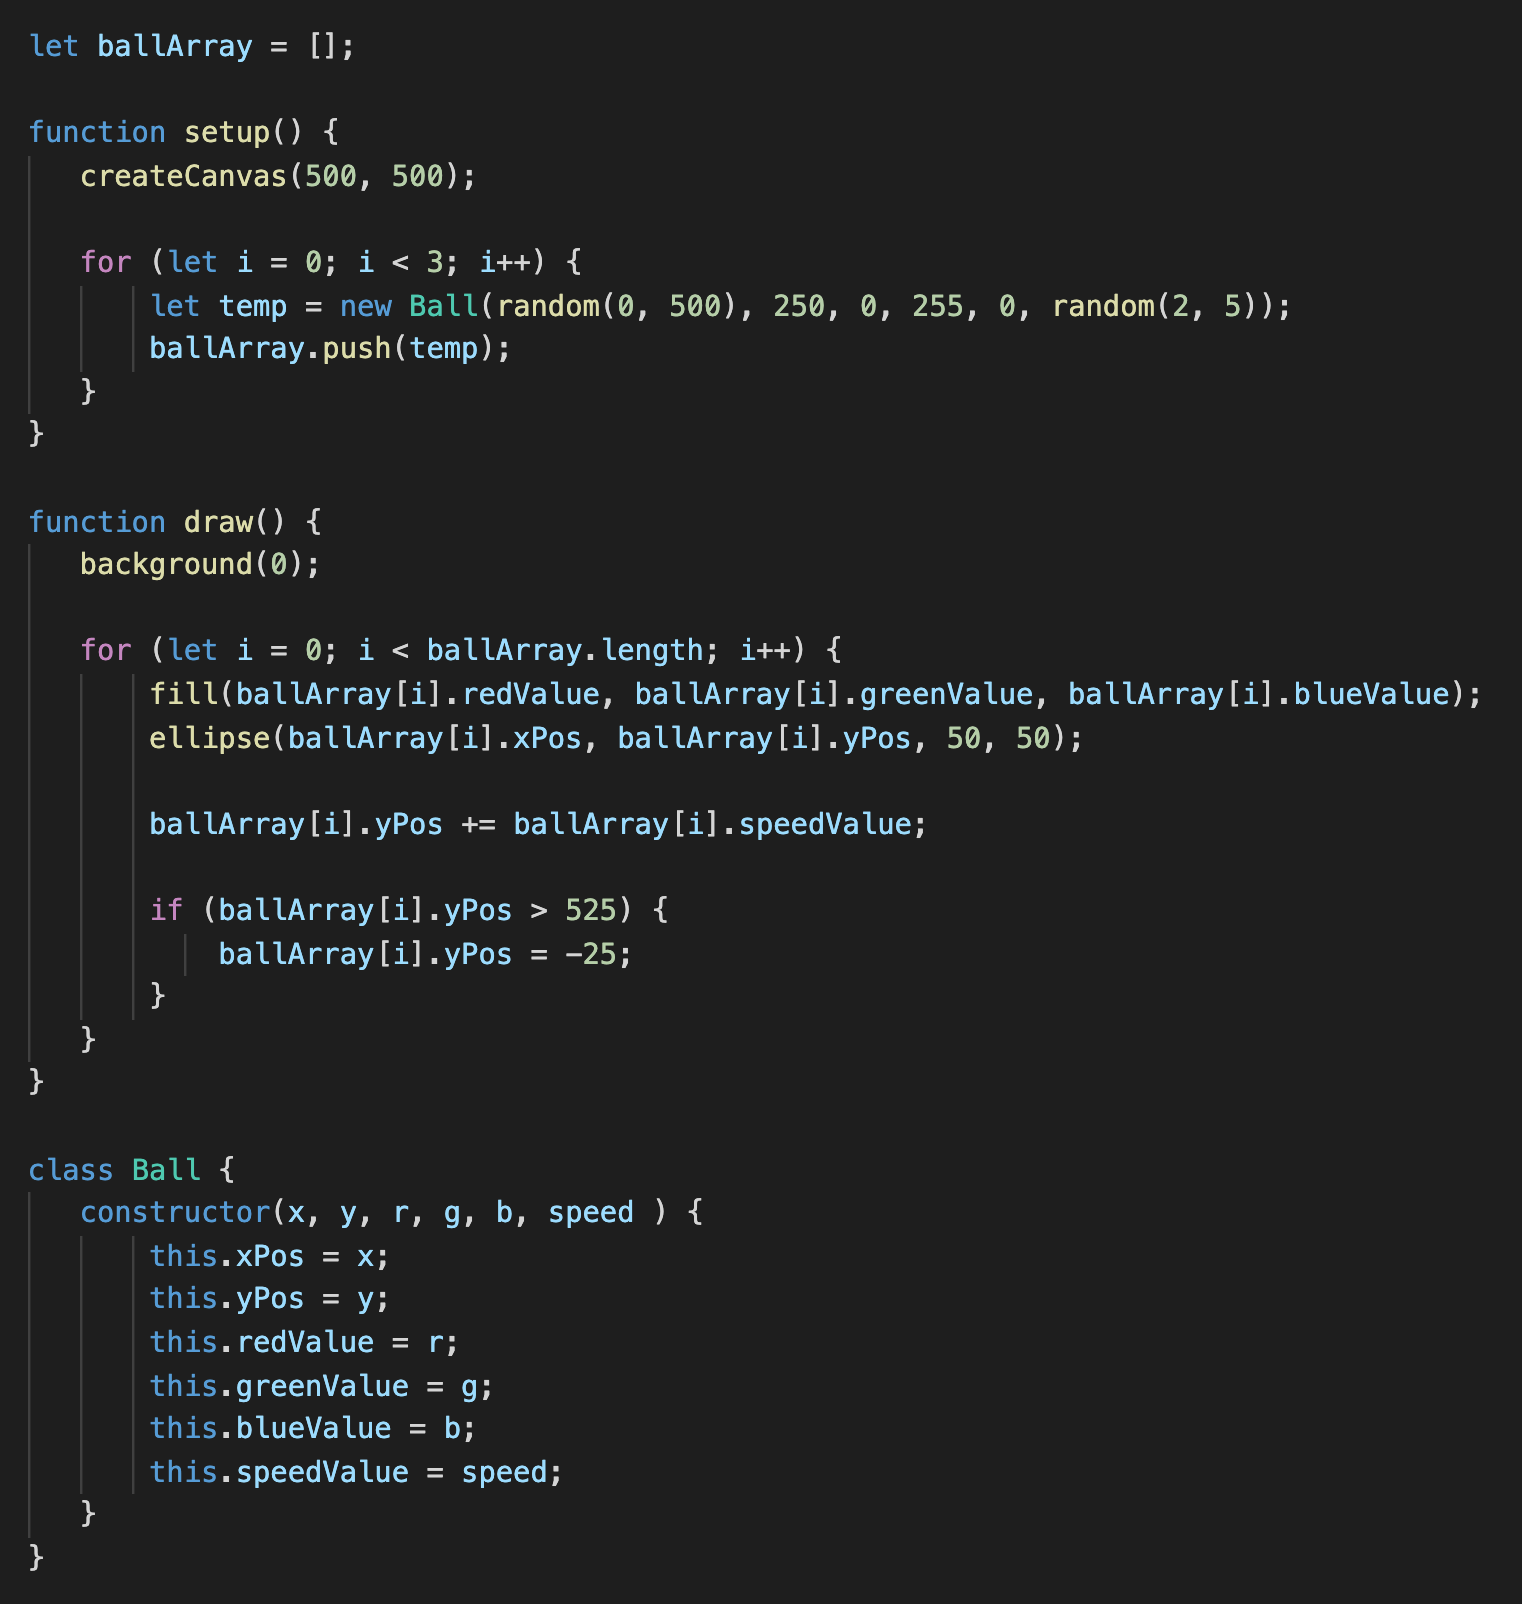 let ballArray = [];

function setup() {
   createCanvas(500, 500);

   for (let i = 0; i < 3; i++) {
       let temp = new Ball(random(0, 500), 250, 0, 255, 0, random(2, 5));
       ballArray.push(temp);
   }
}

function draw() {
   background(0);

   for (let i = 0; i < ballArray.length; i++) {
       fill(ballArray[i].redValue, ballArray[i].greenValue, ballArray[i].blueValue);
       ellipse(ballArray[i].xPos, ballArray[i].yPos, 50, 50);

       ballArray[i].yPos += ballArray[i].speedValue;

       if (ballArray[i].yPos > 525) {
           ballArray[i].yPos = -25;
       }
   }
}

class Ball {
   constructor(x, y, r, g, b, speed ) {
       this.xPos = x;
       this.yPos = y;
       this.redValue = r;
       this.greenValue = g;
       this.blueValue = b;
       this.speedValue = speed;
   }
}